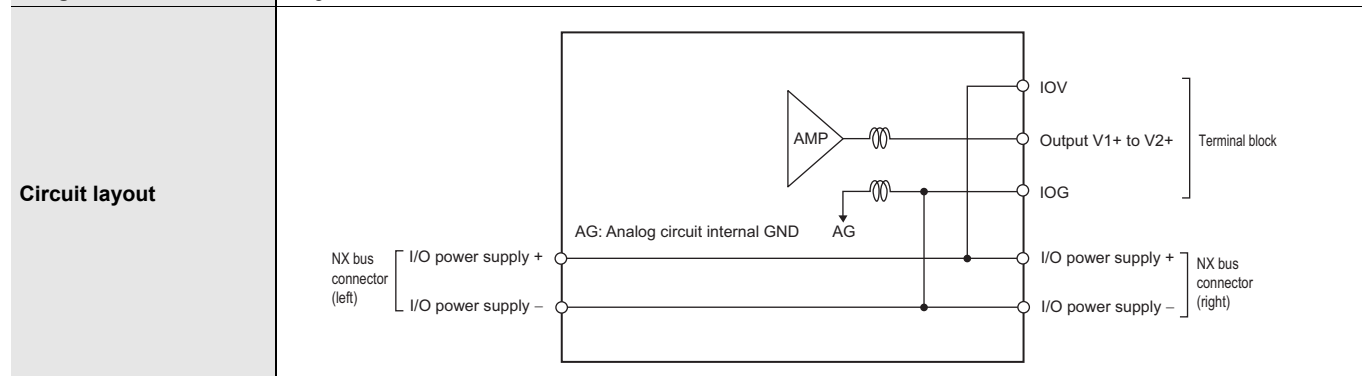 Circuit layout
IOV
AMP
Output V1+ to V2+
Terminal block
IOG
AG: Analog circuit internal GND
AG
NX bus
connector
(left)
I/O power supply +
I/O power supply –
I/O power supply +
I/O power supply –
NX bus
connector
(right)